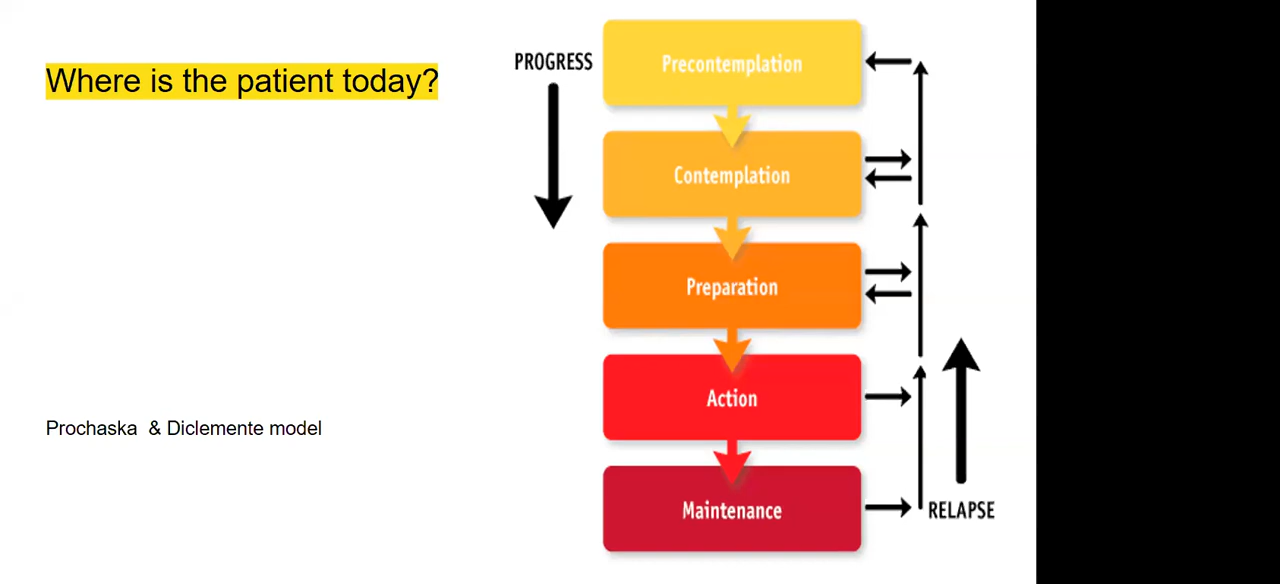 Where is the patient today?
Prochaska & Diclemente model
PROGRESS
Precontemplation
Contemplation
Preparation
Action
Maintenance
RELAPSE